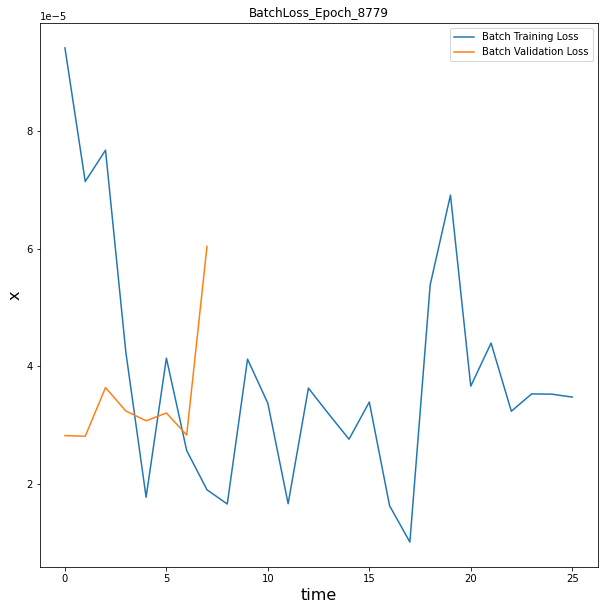 BatchLoss_Epoch_8779
1e−5
Batch Training Loss
Batch Validation Loss
8
6
4
2
x
0 5 10 15 20 25
time